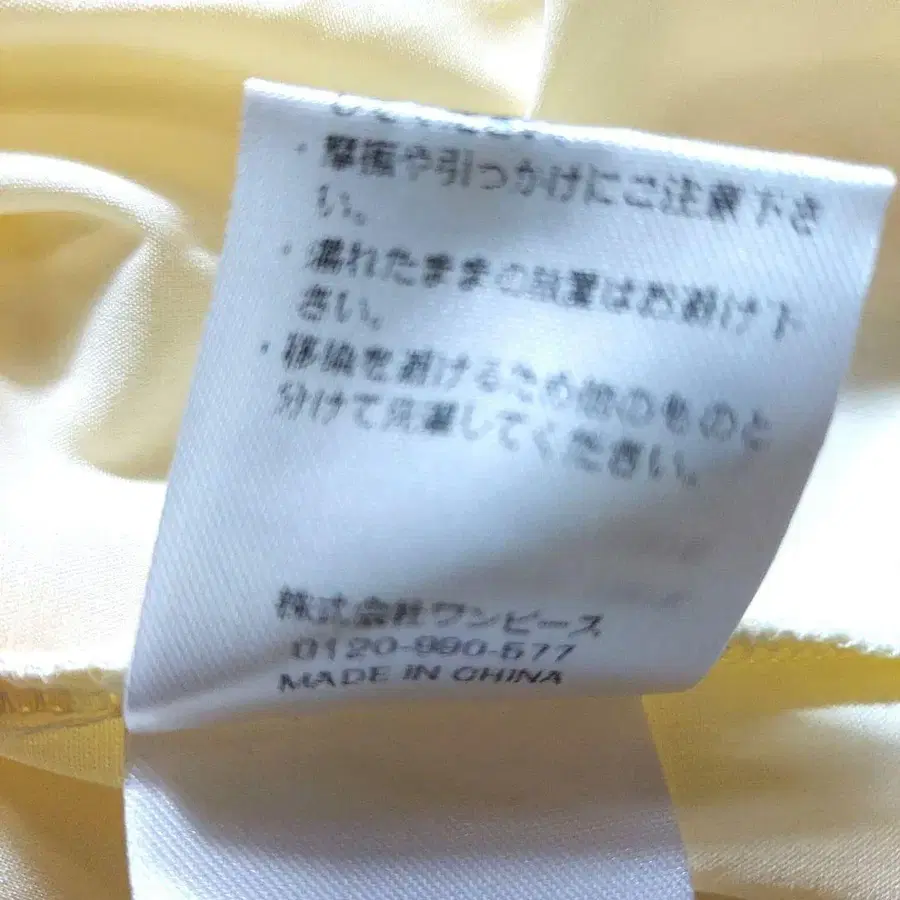 ・摩擦や引っかけにご注意下さ
い。
・濡れたままの放置はお避け下
さい。
・移染を避けるため他のものと
分けて洗濯してください。
株式会社ワンピース
0120-990-577
MADE IN CHINA